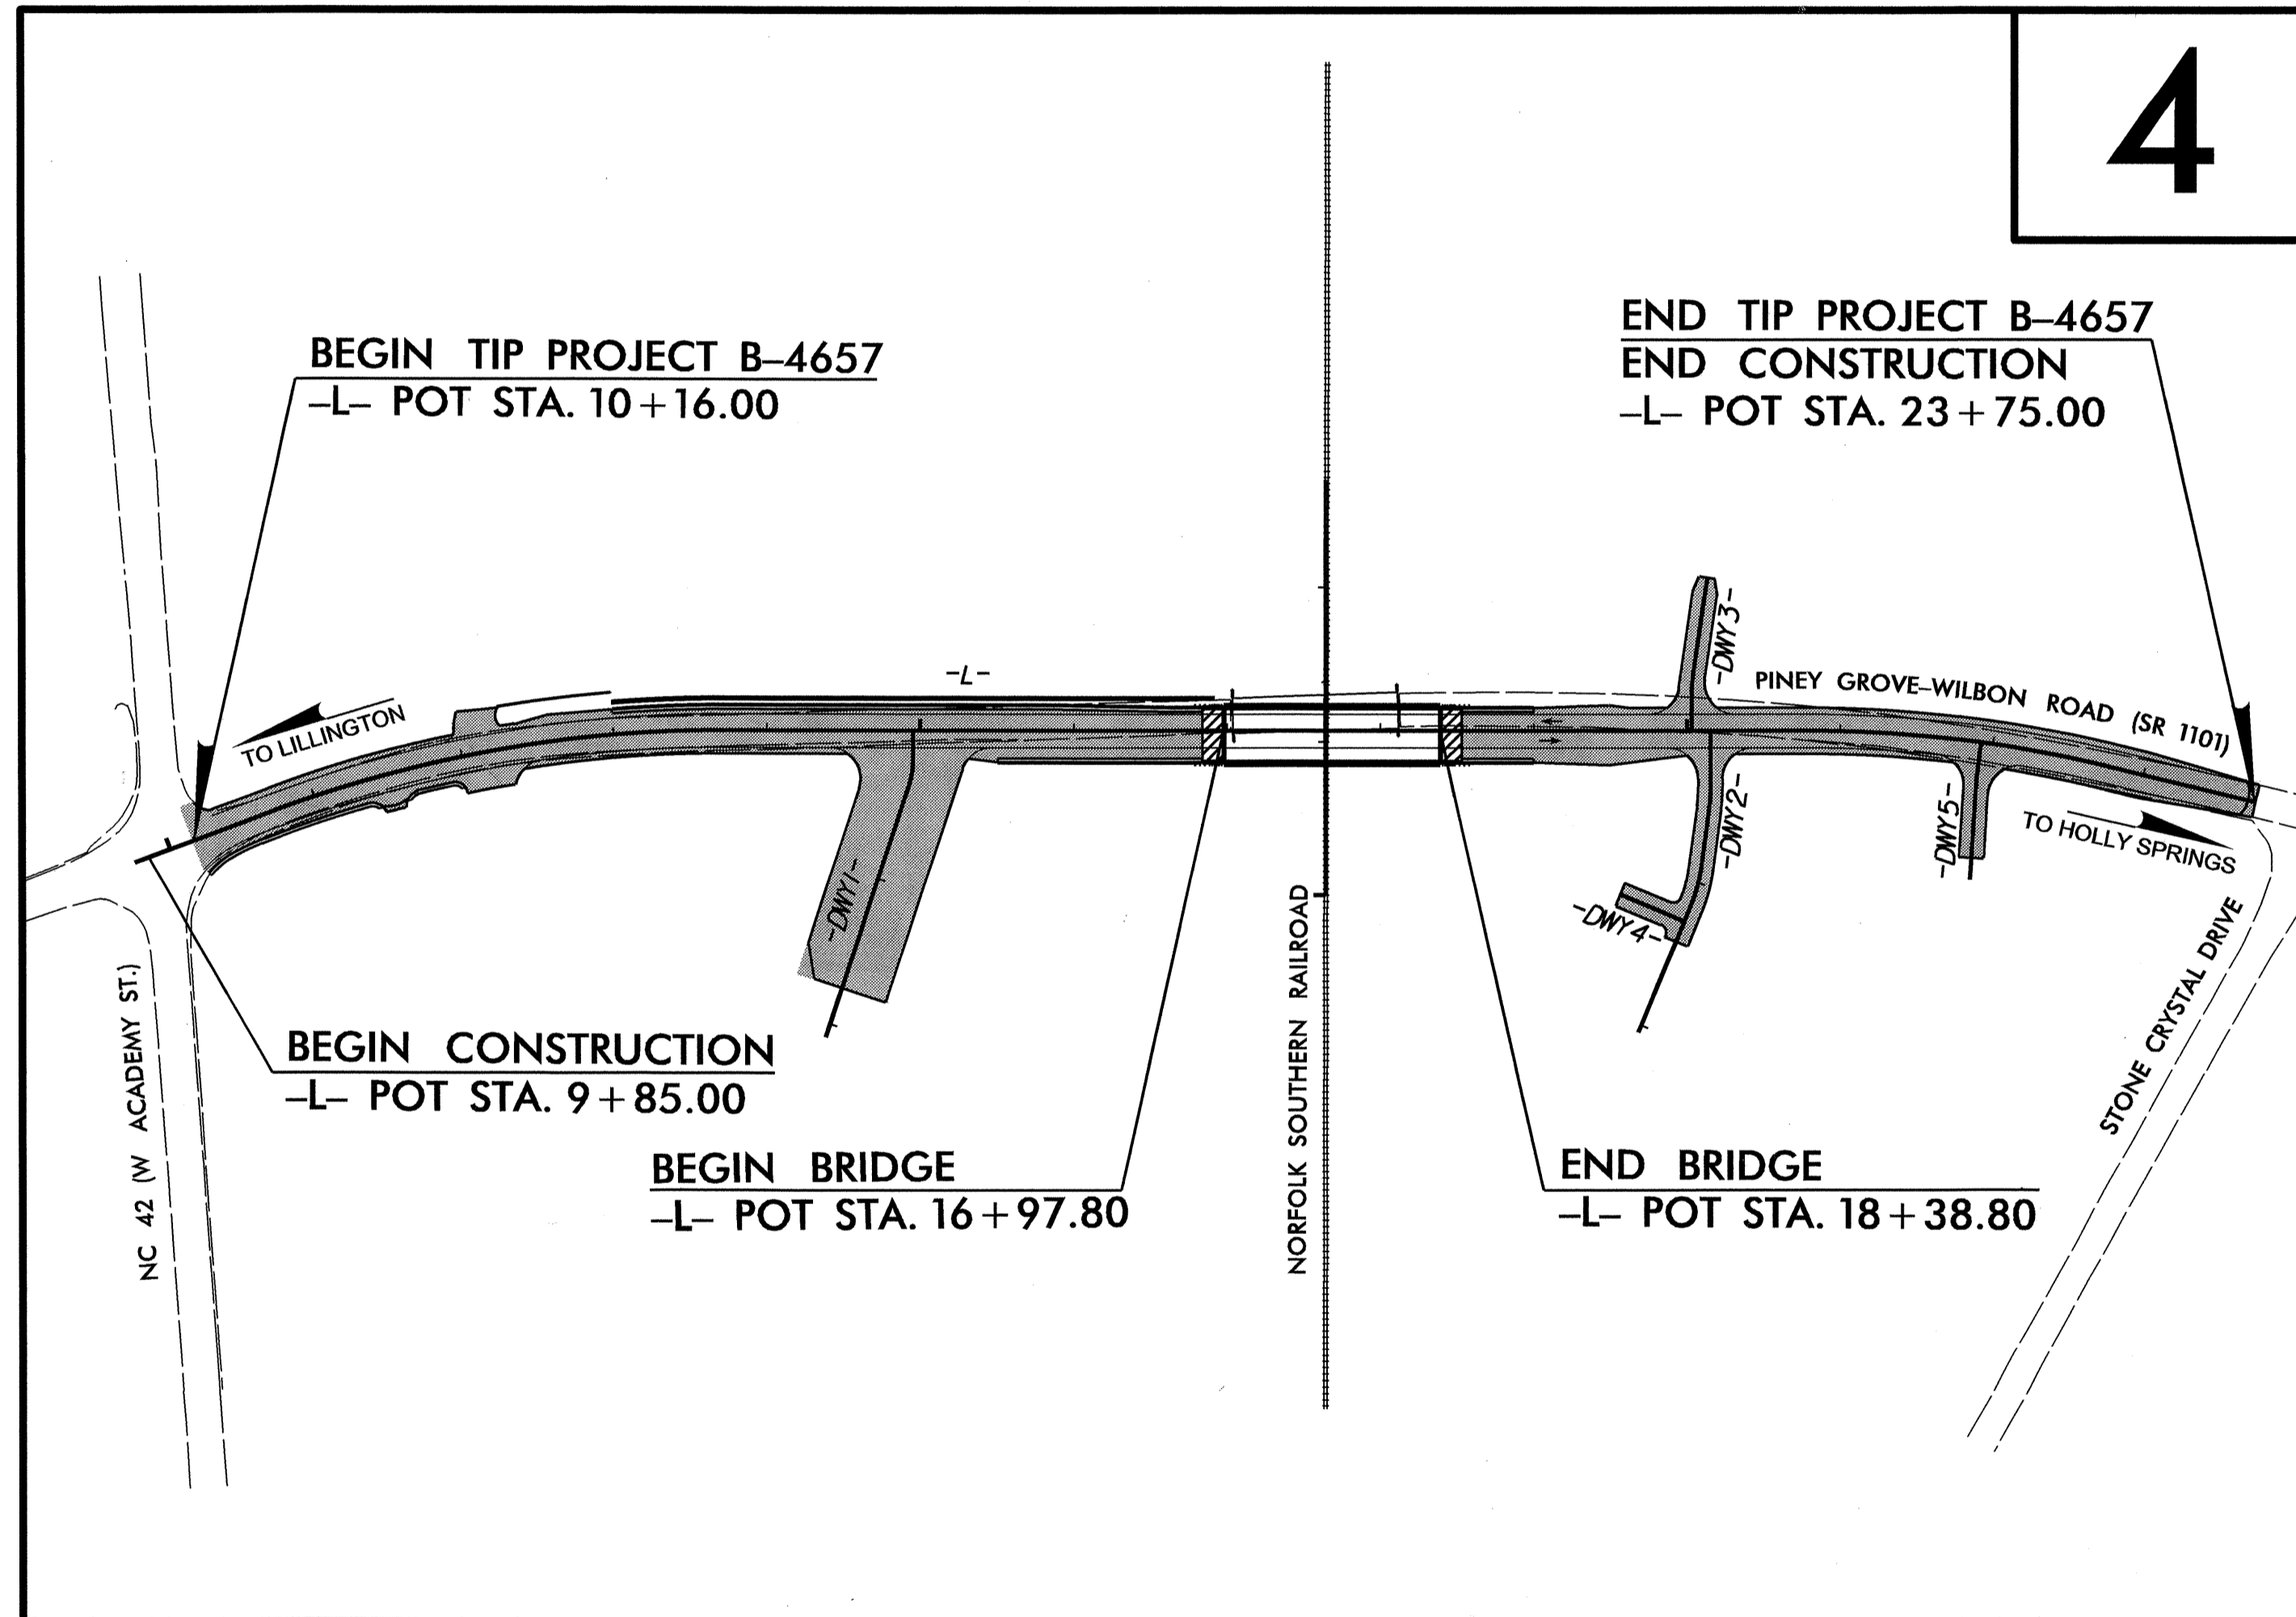 4
BEGIN TIP PROJECT B–4657
–L– POT STA. 10+16.00
END TIP PROJECT B–4657
END CONSTRUCTION
–L– POT STA. 23+75.00
–L–
TO LILLINGTON
–DWY3–
PINEY GROVE–WILBON ROAD (SR 1101)
–DWY1–
–DWY2–
–DWY4–
–DWY5–
TO HOLLY SPRINGS
NORFOLK SOUTHERN RAILROAD
STONE CRYSTAL DRIVE
NC 42 (W ACADEMY ST.)
BEGIN CONSTRUCTION
–L– POT STA. 9+85.00
BEGIN BRIDGE
–L– POT STA. 16+97.80
END BRIDGE
–L– POT STA. 18+38.80